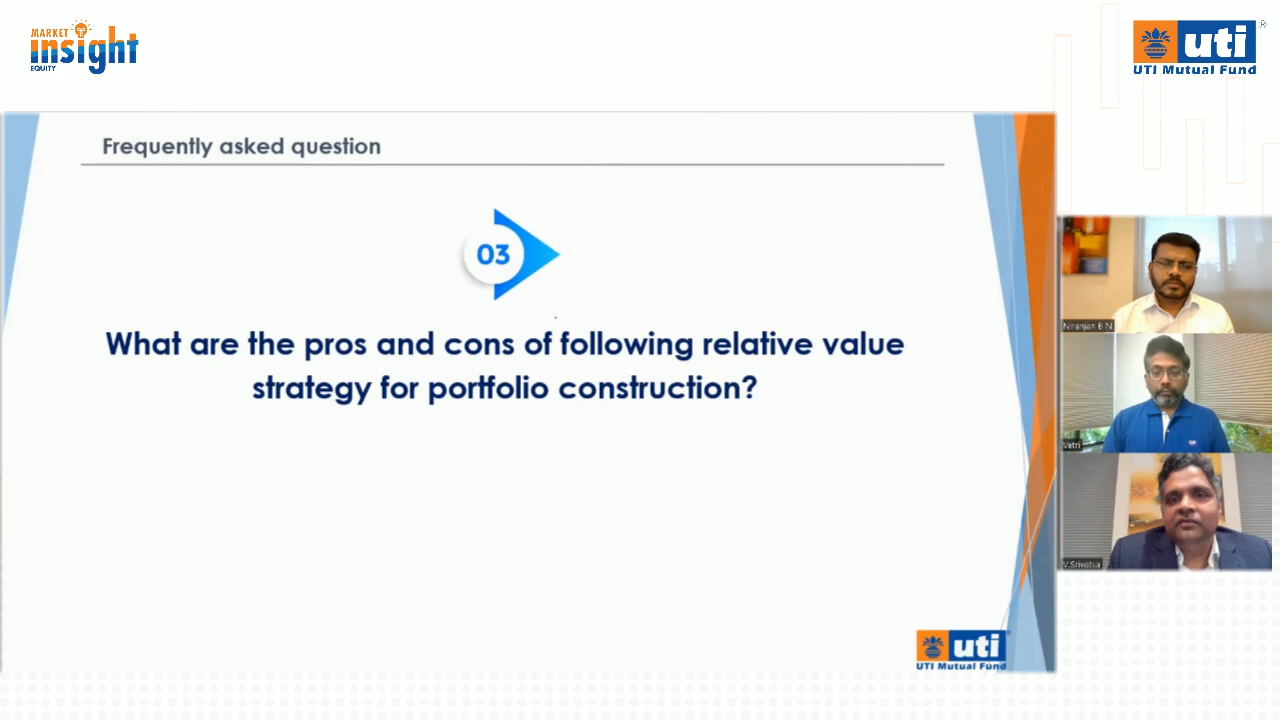 MARKET
insight
EQUITY
uti
®
UTI Mutual Fund
Frequently asked question
03
What are the pros and cons of following relative value
strategy for portfolio construction?
Niranjan B N
Vetri
V.Srivatsa
uti
UTI Mutual Fund